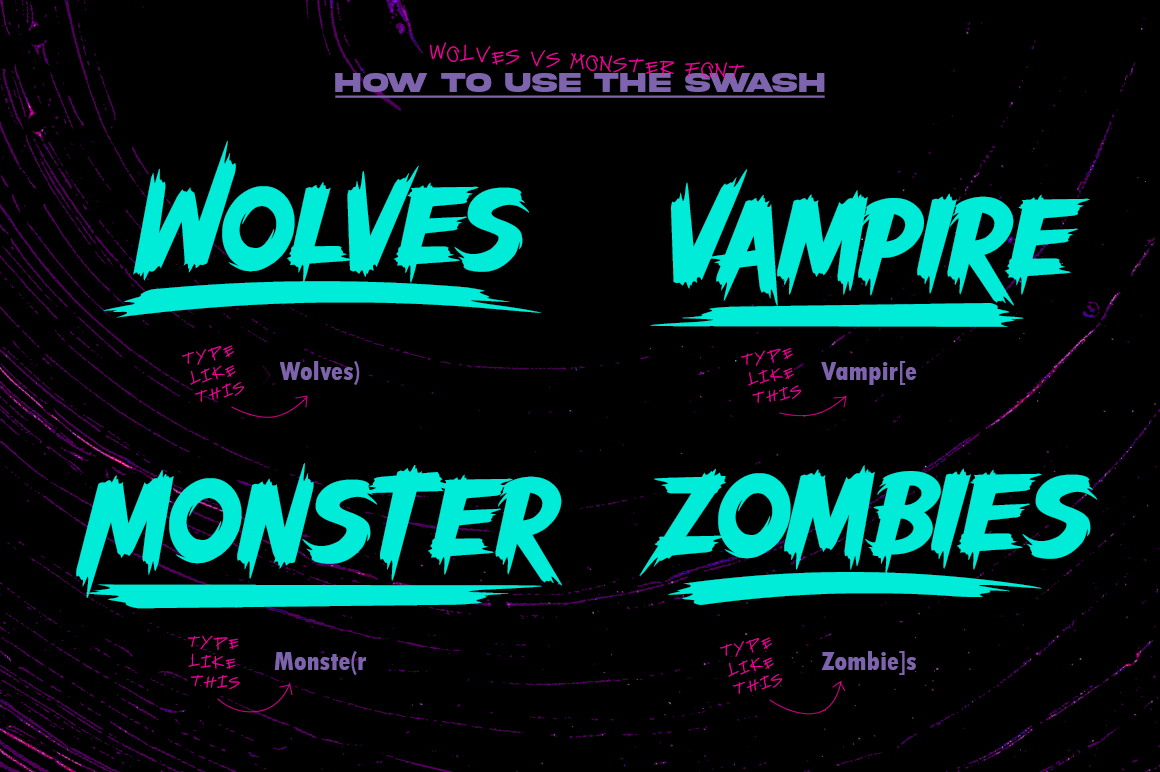 WOLVES VS MONSTER FONT
HOW TO USE THE SWASH
WOLVES
VAMPIRE
TYPE
LIKE
THIS
Wolves)
TYPE
LIKE
THIS
Vampir[e
MONSTER
ZOMBIES
TYPE
LIKE
THIS
Monste(r
TYPE
LIKE
THIS
Zombie]s